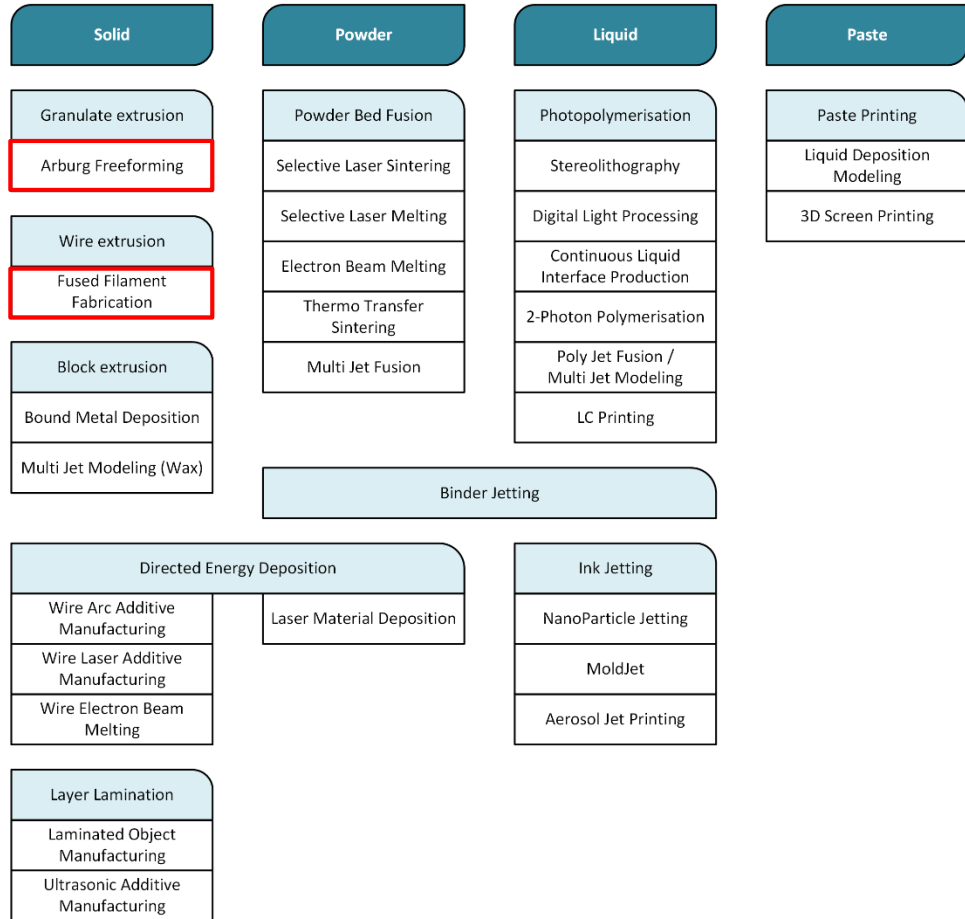 Solid
Powder
Liquid
Paste
Granulate extrusion
Arburg Freeforming
Wire extrusion
Fused Filament
Fabrication
Block extrusion
Bound Metal Deposition
Multi Jet Modeling (Wax)
Powder Bed Fusion
Selective Laser Sintering
Selective Laser Melting
Electron Beam Melting
Thermo Transfer
Sintering
Multi Jet Fusion
Photopolymerisation
Stereolithography
Digital Light Processing
Continuous Liquid
Interface Production
2-Photon Polymerisation
Poly Jet Fusion /
Multi Jet Modeling
LC Printing
Paste Printing
Liquid Deposition
Modeling
3D Screen Printing
Binder Jetting
Directed Energy Deposition
Wire Arc Additive
Manufacturing
Wire Laser Additive
Manufacturing
Wire Electron Beam
Melting
Laser Material Deposition
Ink Jetting
NanoParticle Jetting
MoldJet
Aerosol Jet Printing
Layer Lamination
Laminated Object
Manufacturing
Ultrasonic Additive
Manufacturing